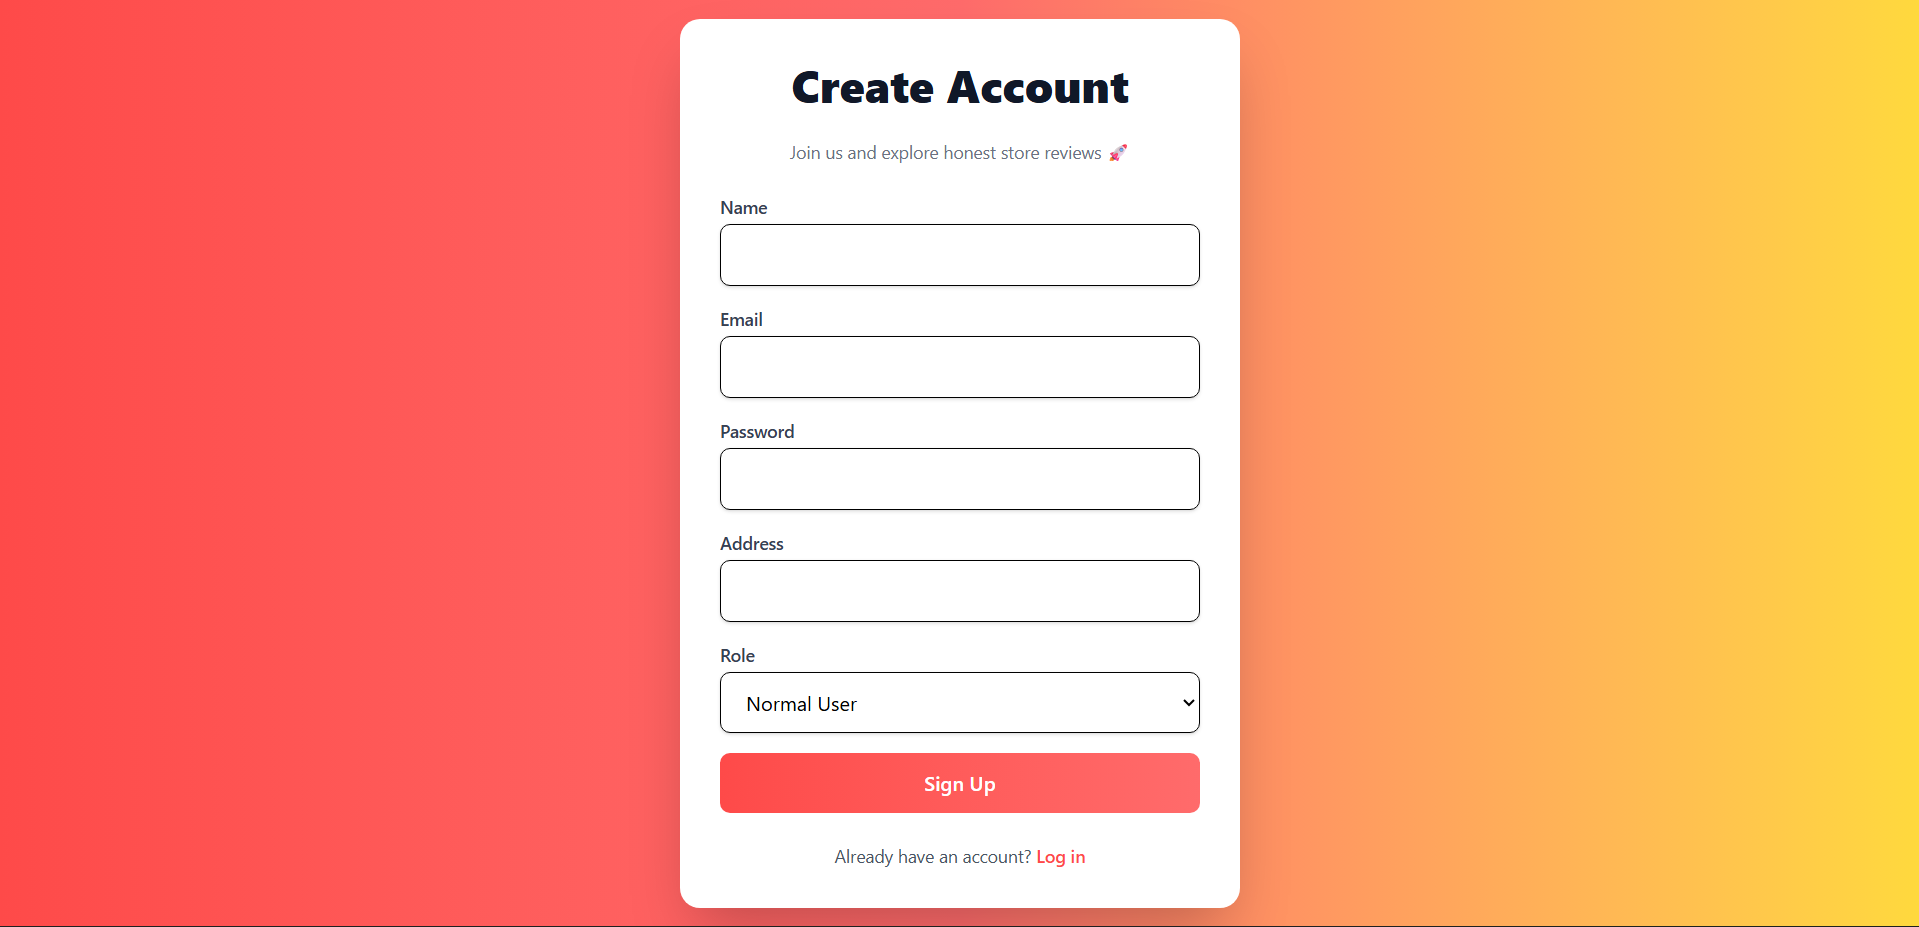 Create Account
Join us and explore honest store reviews 🚀
Name
Email
Password
Address
Role
Normal User
Sign Up
Already have an account? Log in